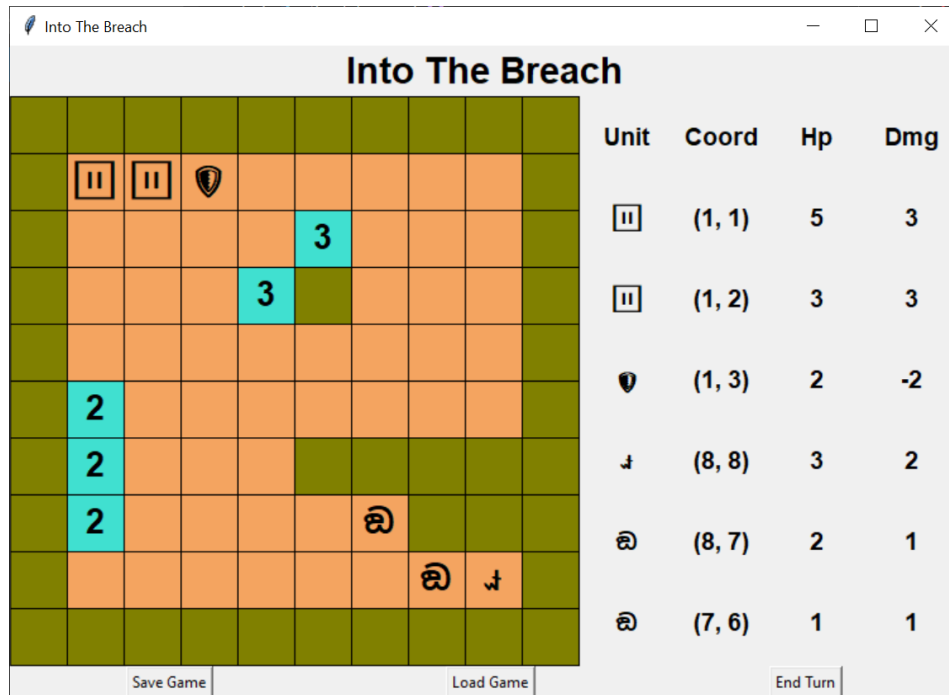 Into The Breach
Into The Breach
Unit Coord Hp Dmg
⏸ ⏸
3
3
2
2
2
ඞ
ඞ
(1, 1) 5 3
(1, 2) 3 3
(1, 3) 2 -2
(8, 8) 3 2
ඞ (8, 7) 2 1
ඞ (7, 6) 1 1
Save Game Load Game End Turn